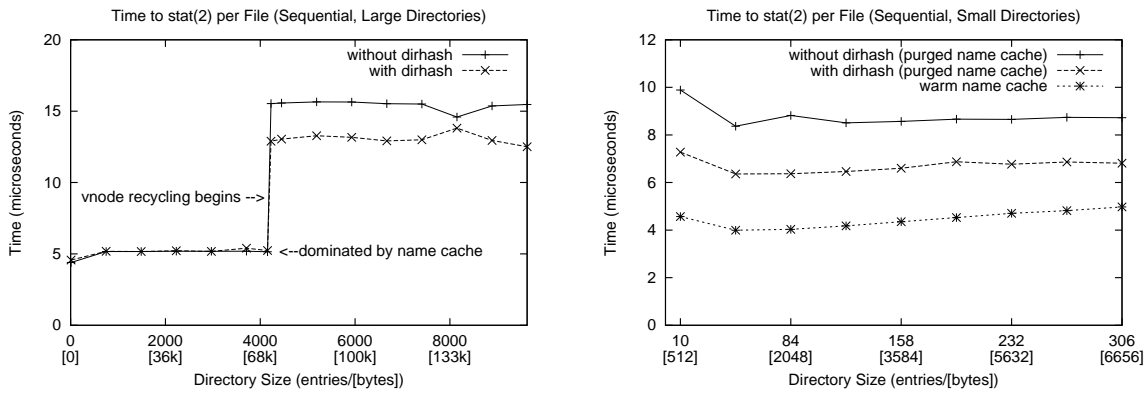 Time to stat(2) per File (Sequential, Large Directories)
20
15
10
5
0
Time (microseconds)
without dirhash
with dirhash
vnode recycling begins -->
<--dominated by name cache
0 2000 4000 6000 8000
[0] [36k] [68k] [100k] [133k]
Directory Size (entries/[bytes])
Time to stat(2) per File (Sequential, Small Directories)
12
10
8
6
4
2
0
Time (microseconds)
without dirhash (purged name cache)
with dirhash (purged name cache)
warm name cache
10 84 158 232 306
[512] [2048] [3584] [5632] [6656]
Directory Size (entries/[bytes])